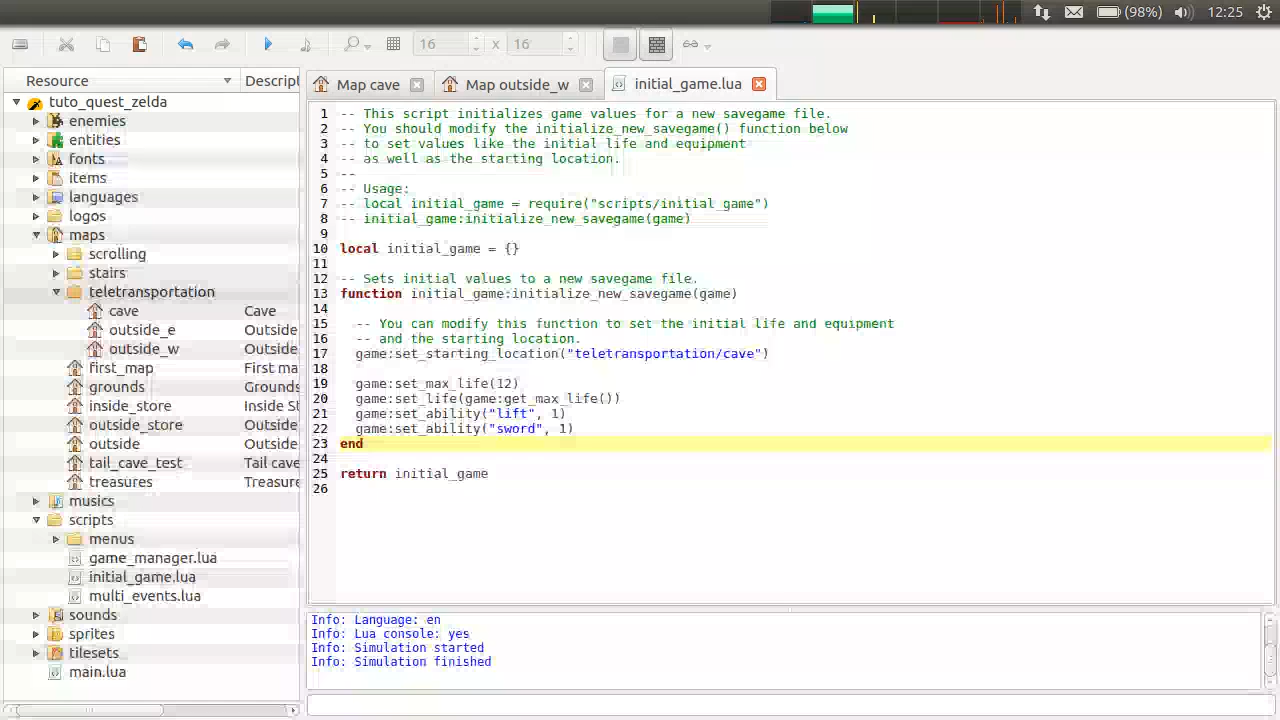 (98%) 12:25
16 x 16
Resource Descript
Map cave Map outside_w initial_game.lua
tuto_quest_zelda
enemies
entities
fonts
items
languages
logos
maps
scrolling
stairs
teletransportation
cave Cave
outside_e Outside
outside_w Outside
first_map First ma
grounds Grounds
inside_store Inside St
outside_store Outside
outside Outside
tail_cave_test Tail cave
treasures Treasure
musics
scripts
menus
game_manager.lua
initial_game.lua
multi_events.lua
sounds
sprites
tilesets
main.lua
1 -- This script initializes game values for a new savegame file.
2 -- You should modify the initialize_new_savegame() function below
3 -- to set values like the initial life and equipment
4 -- as well as the starting location.
5 --
6 -- Usage:
7 -- local initial_game = require("scripts/initial_game")
8 -- initial_game:initialize_new_savegame(game)
9
10 local initial_game = {}
11
12 -- Sets initial values to a new savegame file.
13 function initial_game:initialize_new_savegame(game)
14
15 -- You can modify this function to set the initial life and equipment
16 -- and the starting location.
17 game:set_starting_location("teletransportation/cave")
18
19 game:set_max_life(12)
20 game:set_life(game:get_max_life())
21 game:set_ability("lift", 1)
22 game:set_ability("sword", 1)
23 end
24
25 return initial_game
26
Info: Language: en
Info: Lua console: yes
Info: Simulation started
Info: Simulation finished